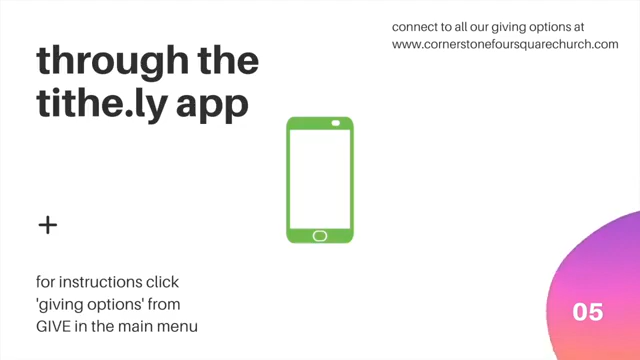 connect to all our giving options at
www.cornerstonefoursquarechurch.com
through the
tithe.ly app
+
for instructions click
'giving options' from
GIVE in the main menu
05